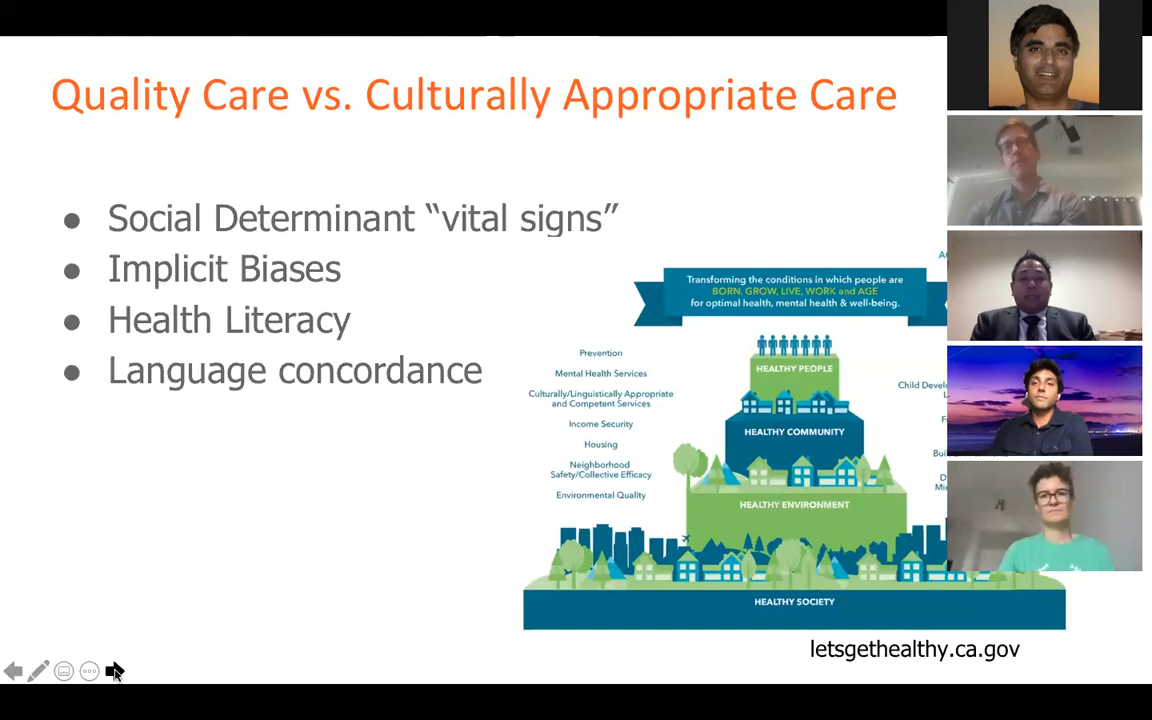 Quality Care vs. Culturally Appropriate Care
● Social Determinant “vital signs”
● Implicit Biases
● Health Literacy
● Language concordance
Transforming the conditions in which people are
BORN, GROW, LIVE, WORK and AGE
for optimal health, mental health & well-being.
Prevention
Mental Health Services
Culturally/Linguistically Appropriate
and Competent Services
Income Security
Housing
Neighborhood
Safety/Collective Efficacy
Environmental Quality
HEALTHY PEOPLE
HEALTHY COMMUNITY
HEALTHY ENVIRONMENT
HEALTHY SOCIETY
Child
letsgethealthy.ca.gov